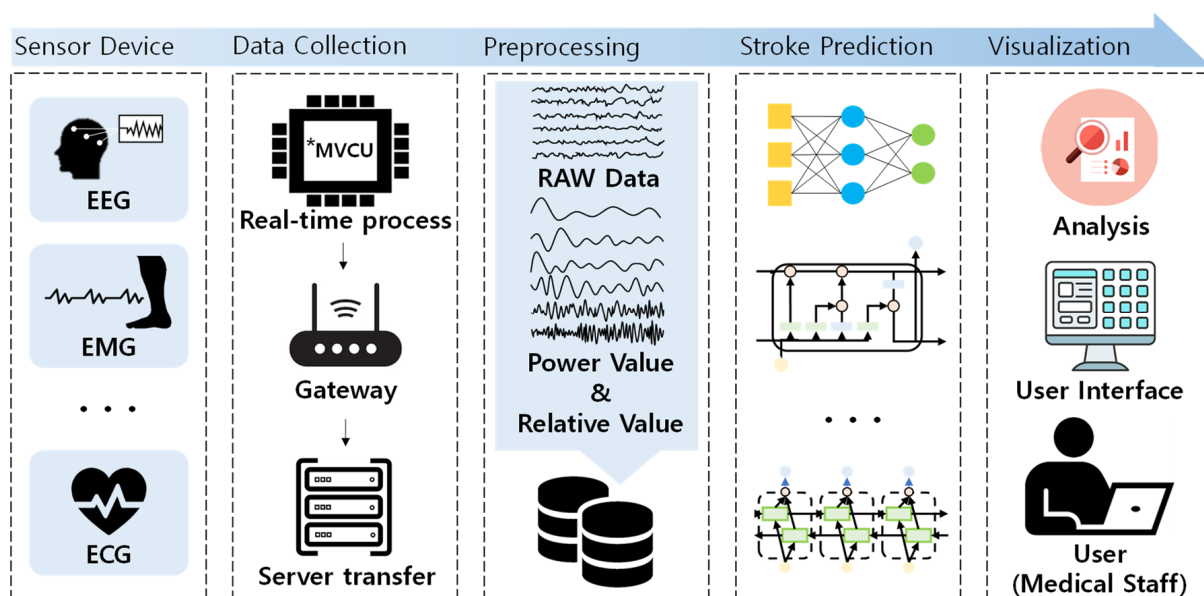 Sensor Device
Data Collection
Preprocessing
Stroke Prediction
Visualization
EEG
EMG
. . .
ECG
*MVCU
Real-time process
Gateway
Server transfer
RAW Data
Power Value
&
Relative Value
. . .
Analysis
User Interface
User
(Medical Staff)